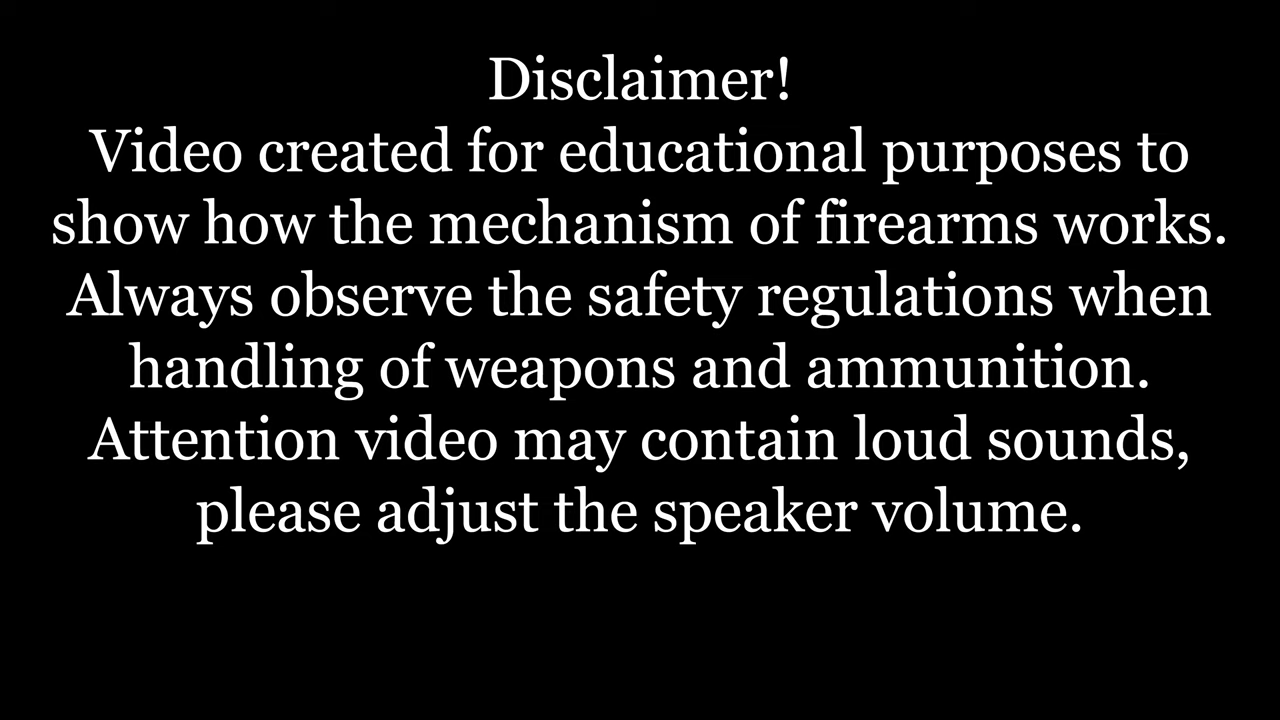 Disclaimer!
Video created for educational purposes to
show how the mechanism of firearms works.
Always observe the safety regulations when
handling of weapons and ammunition.
Attention video may contain loud sounds,
please adjust the speaker volume.